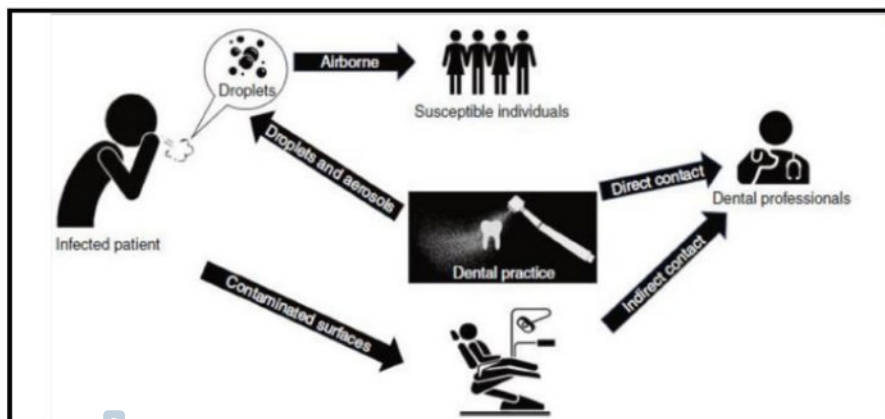 Airborne
Droplets
Susceptible individuals
Droplets and aerosols
Direct contact
Dental professionals
Infected patient
Dental practice
Contaminated surfaces
Indirect contact